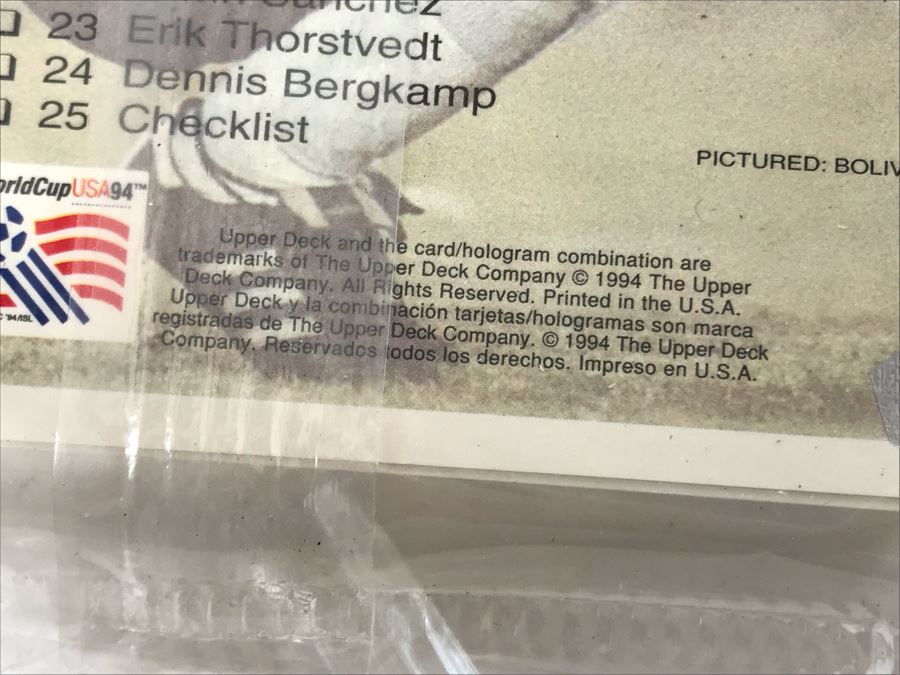 Sanchez
23 Erik Thorstvedt
24 Dennis Bergkamp
25 Checklist
PICTURED:
orldCupUSA94™
Upper Deck and the card/hologram combination are
trademarks of The Upper Deck Company © 1994 The Upper
Deck Company. All Rights Reserved. Printed in the U.S.A.
Upper Deck y la combinación tarjetas/hologramas son marca
registradas de The Upper Deck Company. © 1994 The Upper Deck
Company. Reservados todos los derechos. Impreso en U.S.A.